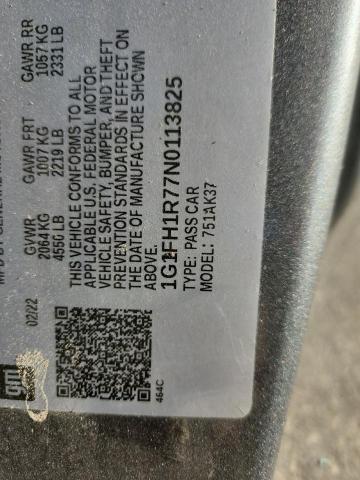 gm
02/22
GVWR
2064 KG
4550 LB
GAWR FRT
1007 KG
2219 LB
GAWR RR
1057 KG
2331 LB
THIS VEHICLE CONFORMS TO ALL
APPLICABLE U.S. FEDERAL MOTOR
VEHICLE SAFETY, BUMPER, AND THEFT
PREVENTION STANDARDS IN EFFECT ON
THE DATE OF MANUFACTURE SHOWN
ABOVE.
1G1FH1R77N0113825
TYPE: PASS CAR
MODEL: 751AK37
464C